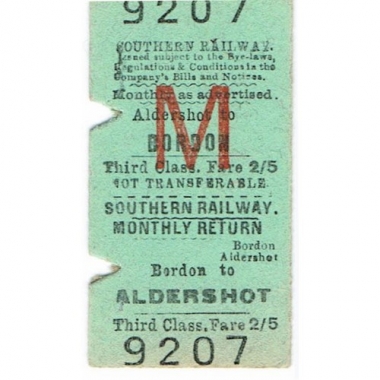 9207
SOUTHERN RAILWAY.
Issued subject to the Bye-laws,
Regulations & Conditions in the
Company's Bills and Notices.
Monthly as advertised.
Aldershot to
M
BORDON
Third Class. Fare 2/5
NOT TRANSFERABLE
SOUTHERN RAILWAY.
MONTHLY RETURN
Bordon
Aldershot
Bordon to
ALDERSHOT
Third Class. Fare 2/5
9207